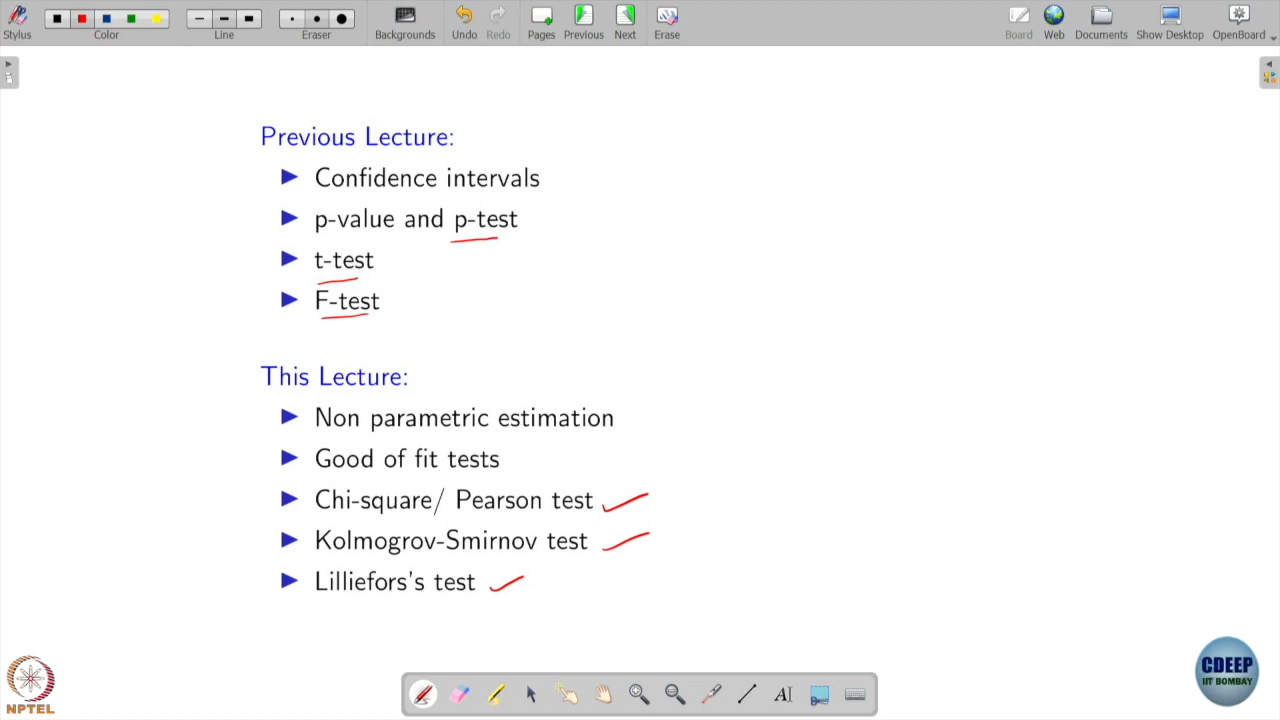 Stylus Color Line Eraser Backgrounds Undo Redo Pages Previous Next Erase Board Web Documents Show Desktop OpenBoard
Previous Lecture:
Confidence intervals
p-value and p-test
t-test
F-test
This Lecture:
Non parametric estimation
Good of fit tests
Chi-square/ Pearson test
Kolmogrov-Smirnov test
Lilliefors's test
NPTEL
CDEEP
IIT BOMBAY